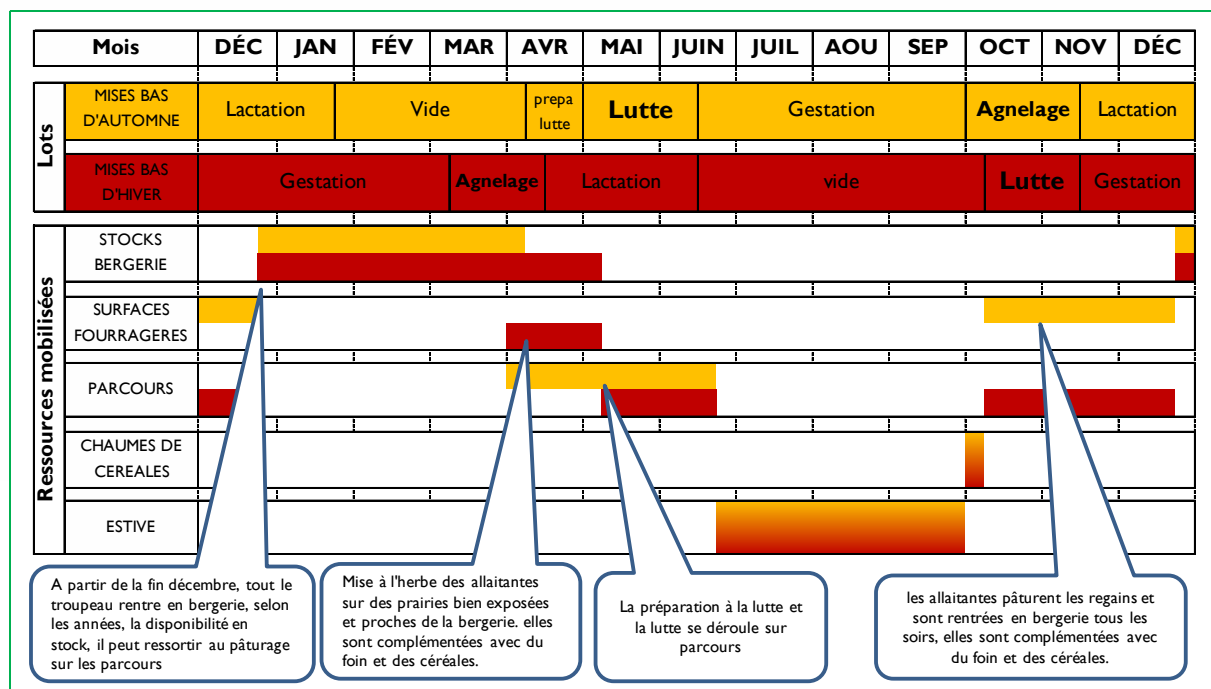 Mois DÉC JAN FÉV MAR AVR MAI JUIN JUIL AOU SEP OCT NOV DÉC
Lots
MISES BAS
D'AUTOMNE
Lactation Vide prepa
lutte
Lutte Gestation Agnelage Lactation
MISES BAS
D'HIVER
Gestation Agnelage Lactation vide Lutte Gestation
Ressources mobilisées
STOCKS
BERGERIE
SURFACES
FOURRAGERES
PARCOURS
CHAUMES DE
CEREALES
ESTIVE
A partir de la fin décembre, tout le
troupeau rentre en bergerie, selon
les années, la disponibilité en
stock, il peut ressortir au pâturage
sur les parcours
Mise à l'herbe des allaitantes
sur des prairies bien exposées
et proches de la bergerie. elles
sont complémentées avec du
foin et des céréales.
La préparation à la lutte et
la lutte se déroule sur
parcours
les allaitantes pâturent les regains et
sont rentrées en bergerie tous les
soirs, elles sont complémentées avec
du foin et des céréales.